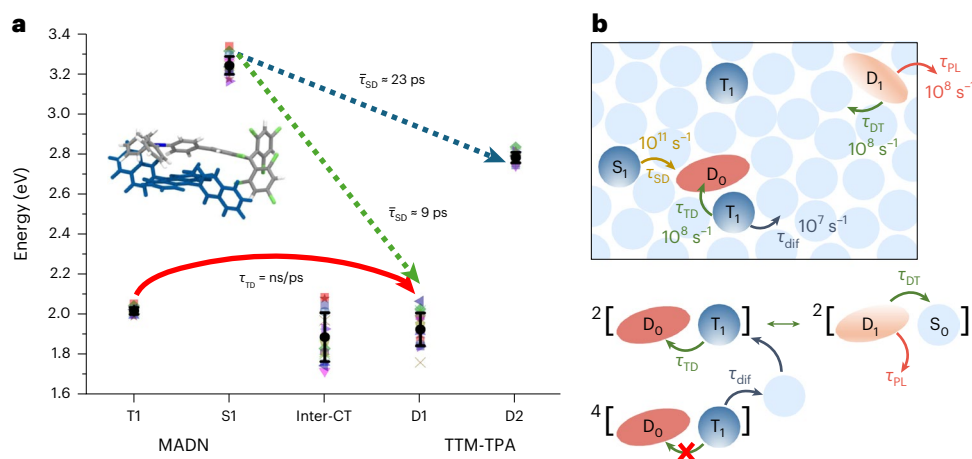 a
3.4
3.2
3.0
2.8
2.6
2.4
2.2
2.0
1.8
1.6
Energy (eV)
τ̄SD ≈ 23 ps
τ̄SD ≈ 9 ps
τTD = ns/ps
T1
S1
Inter-CT
D1
D2
MADN
TTM-TPA
b
T₁
D₁
τPL
10⁸ s⁻¹
τDT
10⁸ s⁻¹
S₁
10¹¹ s⁻¹
τSD
D₀
τTD
10⁸ s⁻¹
T₁
10⁷ s⁻¹
τdif
2[ D₀ T₁ ] ↔ 2[ D₁ S₀ ]
τTD
τDT
τPL
τdif
4[ D₀ T₁ ]